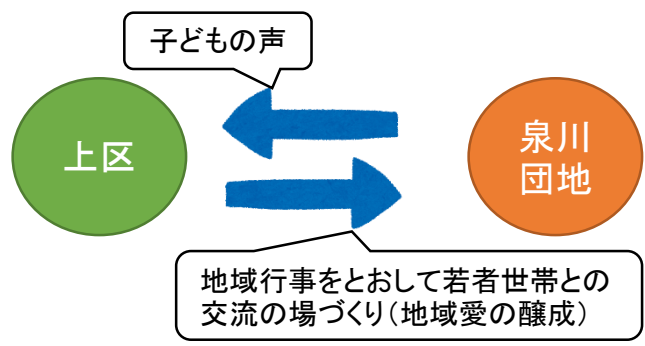 子どもの声
上区
泉川
団地
地域行事をとおして若者世帯との
交流の場づくり（地域愛の醸成）